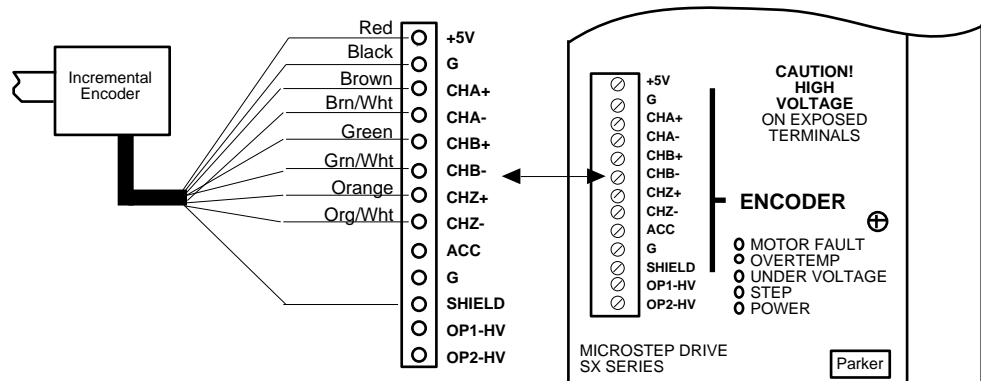 Incremental
Encoder
Red
Black
Brown
Brn/Wht
Green
Grn/Wht
Orange
Org/Wht
+5V
G
CHA+
CHA-
CHB+
CHB-
CHZ+
CHZ-
ACC
G
SHIELD
OP1-HV
OP2-HV
+5V
G
CHA+
CHA-
CHB+
CHB-
CHZ+
CHZ-
ACC
G
SHIELD
OP1-HV
OP2-HV
CAUTION!
HIGH
VOLTAGE
ON EXPOSED
TERMINALS
ENCODER
MOTOR FAULT
OVERTEMP
UNDER VOLTAGE
STEP
POWER
MICROSTEP DRIVE
SX SERIES
Parker